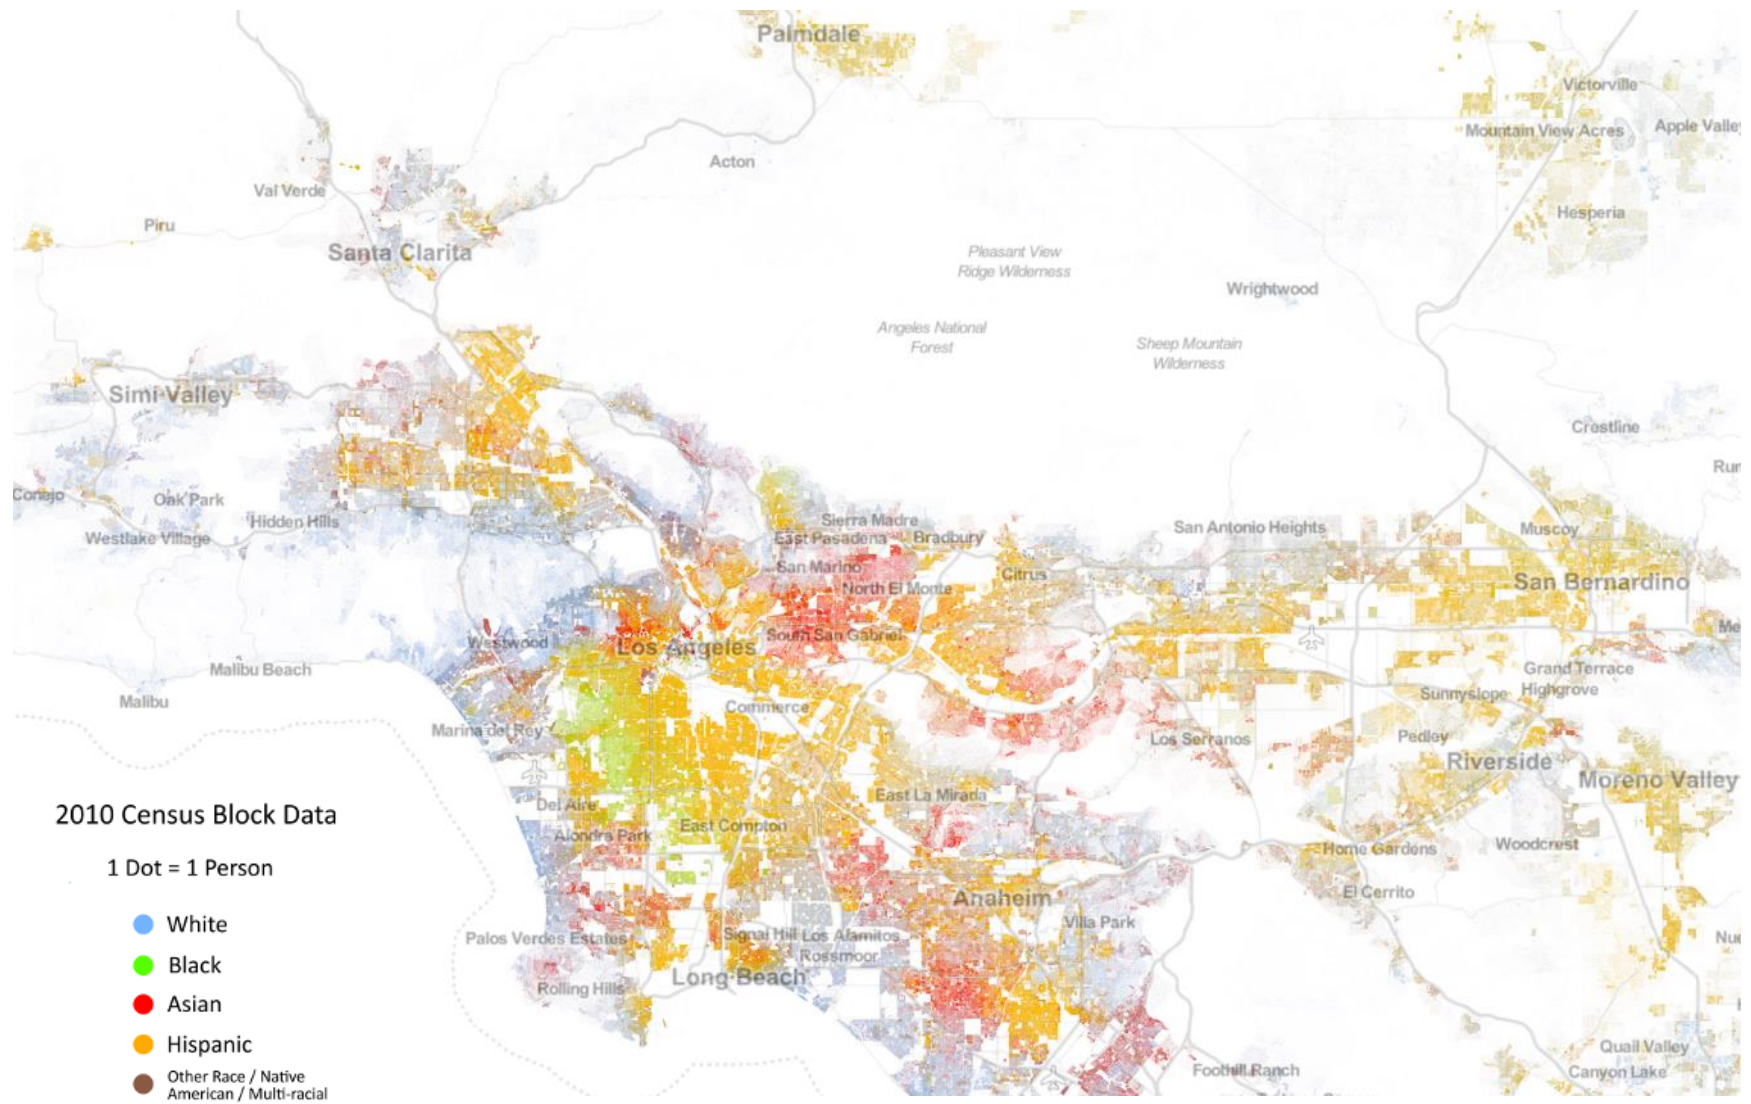 Palmdale
Victorville
Mountain View Acres
Apple Valley
Acton
Val Verde
Piru
Hesperia
Santa Clarita
Pleasant View
Ridge Wilderness
Wrightwood
Angeles National
Forest
Sheep Mountain
Wilderness
Simi Valley
Crestline
Run
Conejo
Oak Park
Hidden Hills
Westlake Village
Sierra Madre
East Pasadena
Bradbury
San Antonio Heights
Muscoy
San Marino
North El Monte
Citrus
San Bernardino
Westwood
Los Angeles
South San Gabriel
Me
Malibu Beach
Malibu
Grand Terrace
Sunnyslope
Highgrove
Commerce
Marina del Rey
Los Serranos
Pedley
Riverside
Moreno Valley
Del Aire
East La Mirada
2010 Census Block Data
Alondra Park
East Compton
Home Gardens
Woodcrest
1 Dot = 1 Person
El Cerrito
Anaheim
Villa Park
White
Palos Verdes Estates
Signal Hill
Los Alamitos
Rossmoor
Nue
Black
Long Beach
Rolling Hills
Asian
Hispanic
Quail Valley
Foothill Ranch
Canyon Lake
Other Race / Native
American / Multi-racial